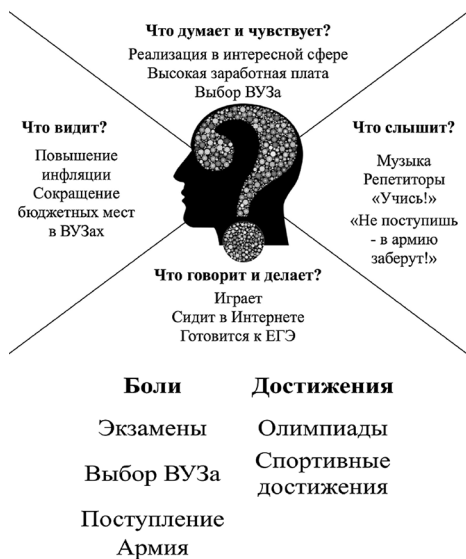 Что думает и чувствует?
Реализация в интересной сфере
Высокая заработная плата
Выбор ВУЗа
Что видит?
Повышение
инфляции
Сокращение
бюджетных мест
в ВУЗах
Что слышит?
Музыка
Репетиторы
«Учись!»
«Не поступишь
- в армию
заберут!»
Что говорит и делает?
Играет
Сидит в Интернете
Готовится к ЕГЭ
Боли
Экзамены
Выбор ВУЗа
Поступление
Армия
Достижения
Олимпиады
Спортивные
достижения